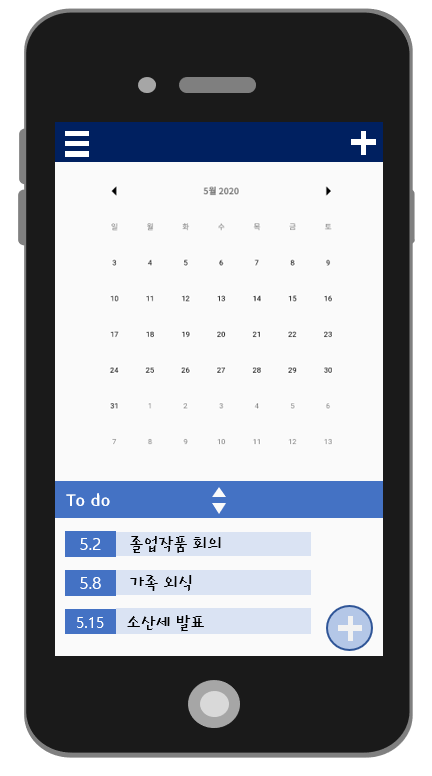 5월 2020
일 월 화 수 목 금 토
3 4 5 6 7 8 9
10 11 12 13 14 15 16
17 18 19 20 21 22 23
24 25 26 27 28 29 30
31 1 2 3 4 5 6
7 8 9 10 11 12 13
To do
5.2 졸업작품 회의
5.8 가족 외식
5.15 소산세 발표